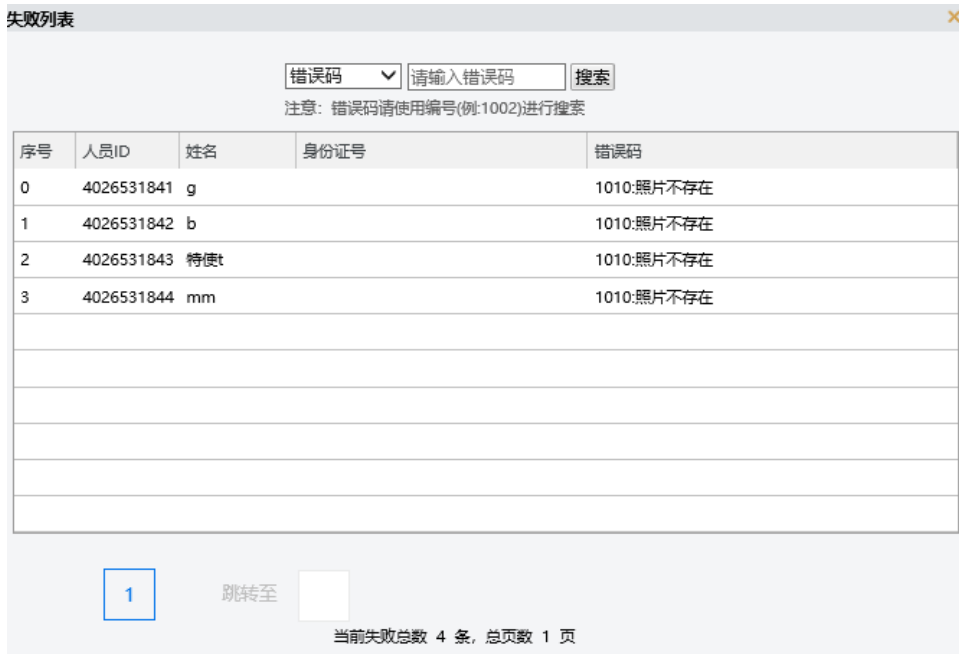 失败列表 ×
错误码 请输入错误码 搜索
注意：错误码请使用编号(例:1002)进行搜索
序号 人员ID 姓名 身份证号 错误码
0 4026531841 g 1010:照片不存在
1 4026531842 b 1010:照片不存在
2 4026531843 特使t 1010:照片不存在
3 4026531844 mm 1010:照片不存在
1 跳转至
当前失败总数 4 条, 总页数 1 页